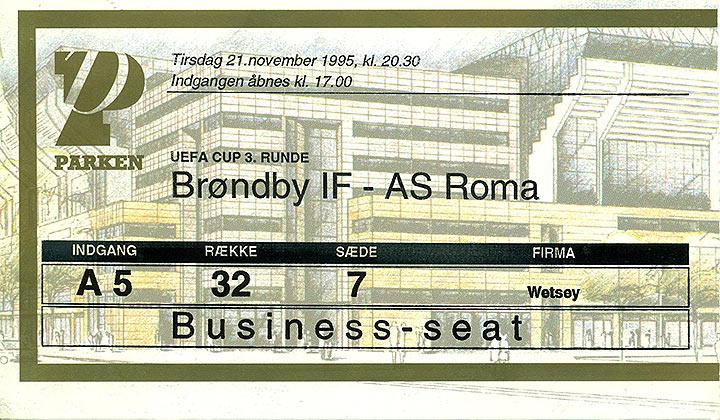 Tirsdag 21.november 1995, kl. 20.30
Indgangen åbnes kl. 17.00
PARKEN
UEFA CUP 3. RUNDE
Brøndby IF - AS Roma
INDGANG RÆKKE SÆDE FIRMA
A 5 32 7 Wetsey
Business-seat